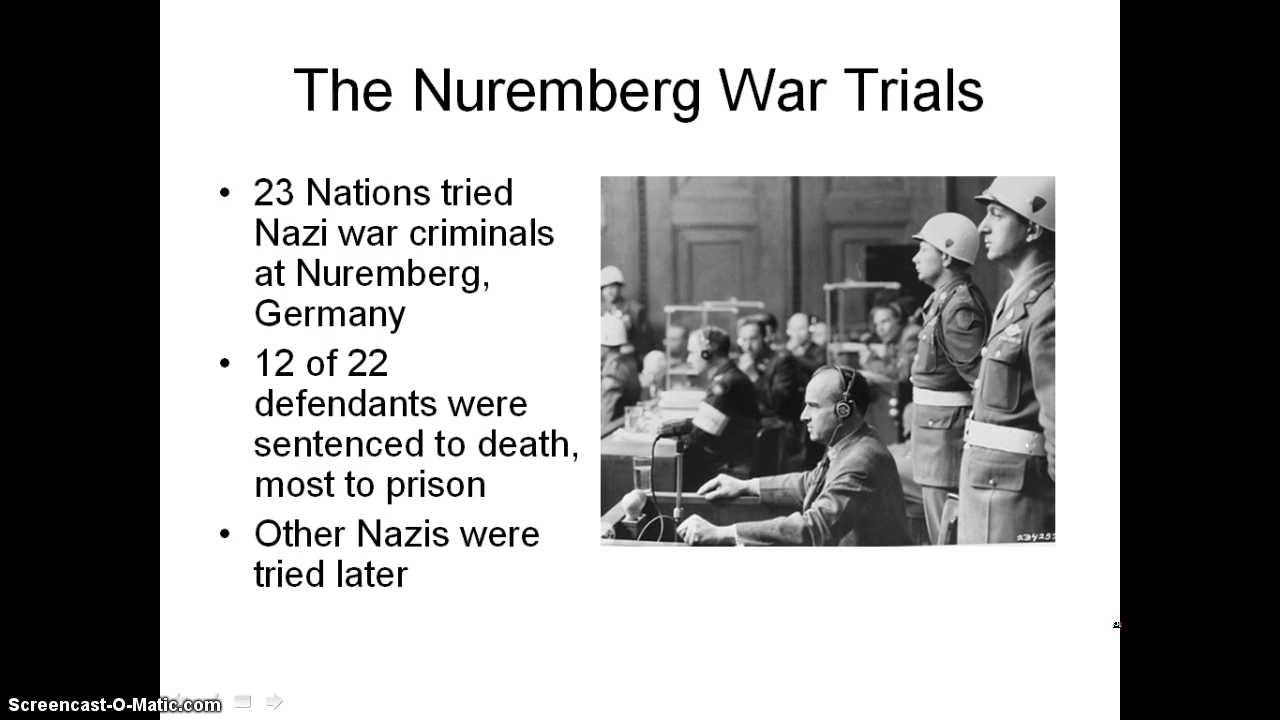 The Nuremberg War Trials
• 23 Nations tried
Nazi war criminals
at Nuremberg,
Germany
• 12 of 22
defendants were
sentenced to death,
most to prison
• Other Nazis were
tried later
Screencast-O-Matic.com